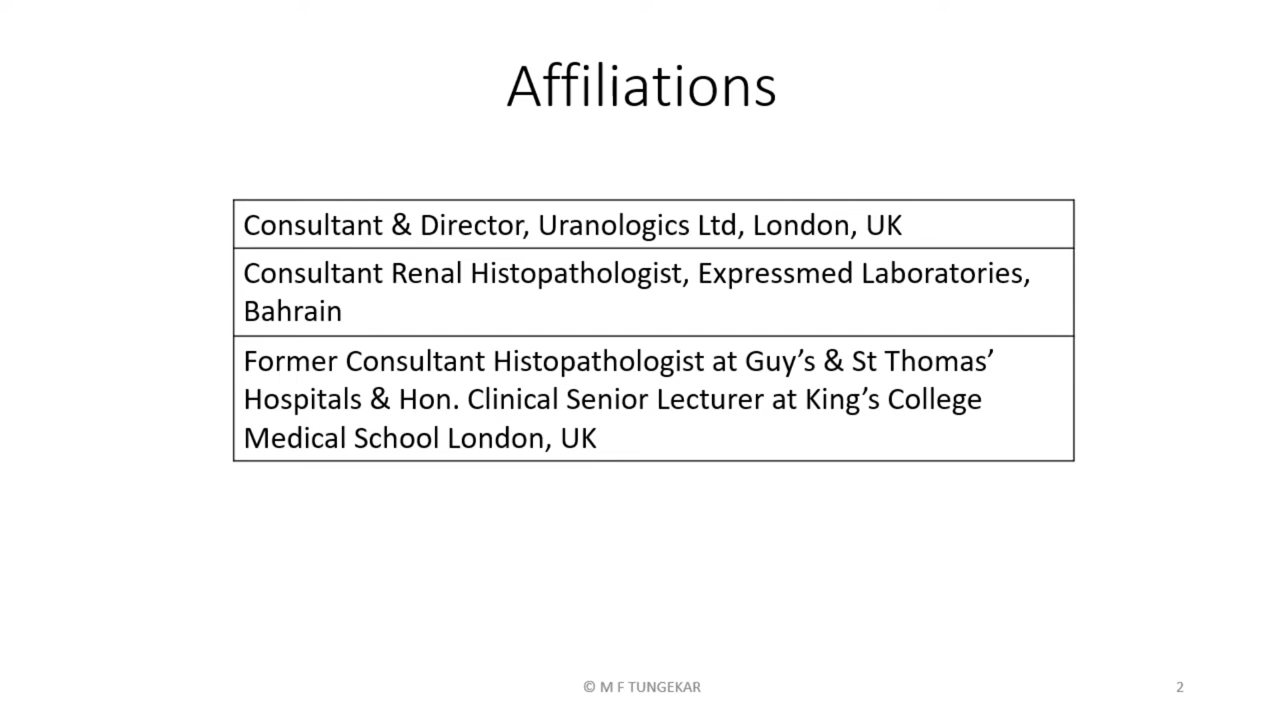 Affiliations
Consultant & Director, Uranologics Ltd, London, UK
Consultant Renal Histopathologist, Expressmed Laboratories,
Bahrain
Former Consultant Histopathologist at Guy’s & St Thomas’
Hospitals & Hon. Clinical Senior Lecturer at King’s College
Medical School London, UK
© M F TUNGEKAR
2